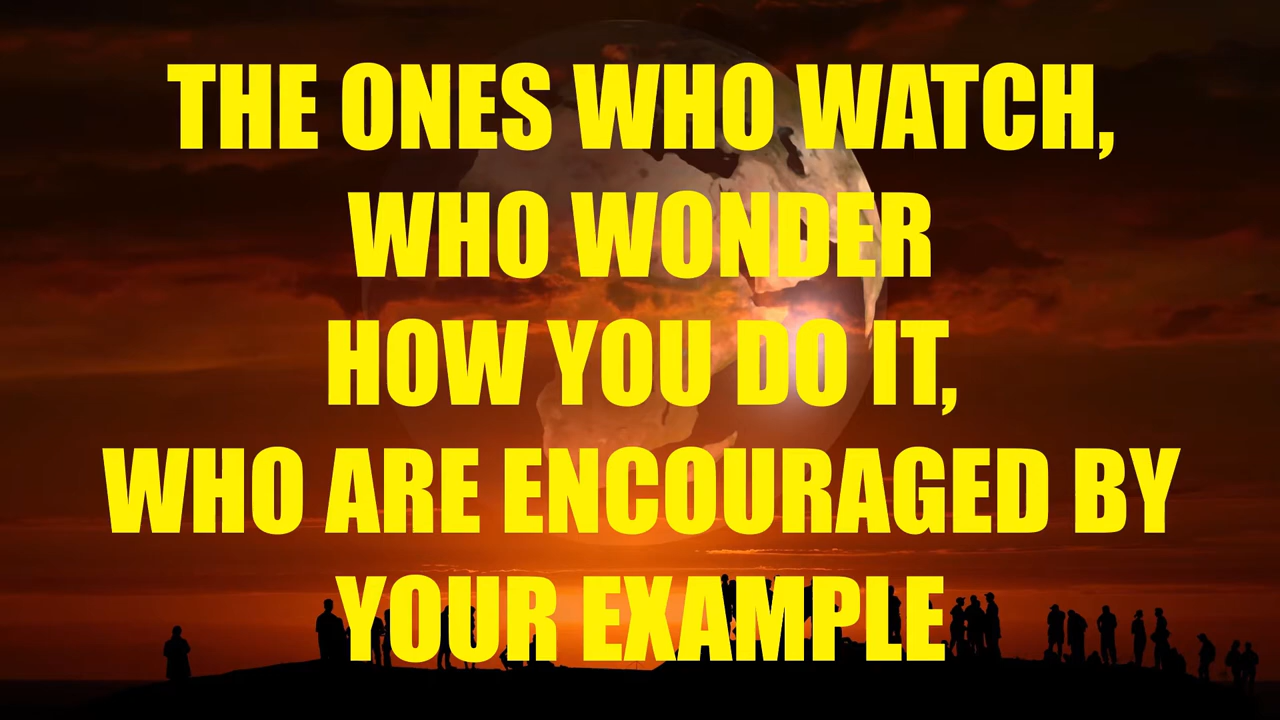 THE ONES WHO WATCH,
WHO WONDER
HOW YOU DO IT,
WHO ARE ENCOURAGED BY
YOUR EXAMPLE